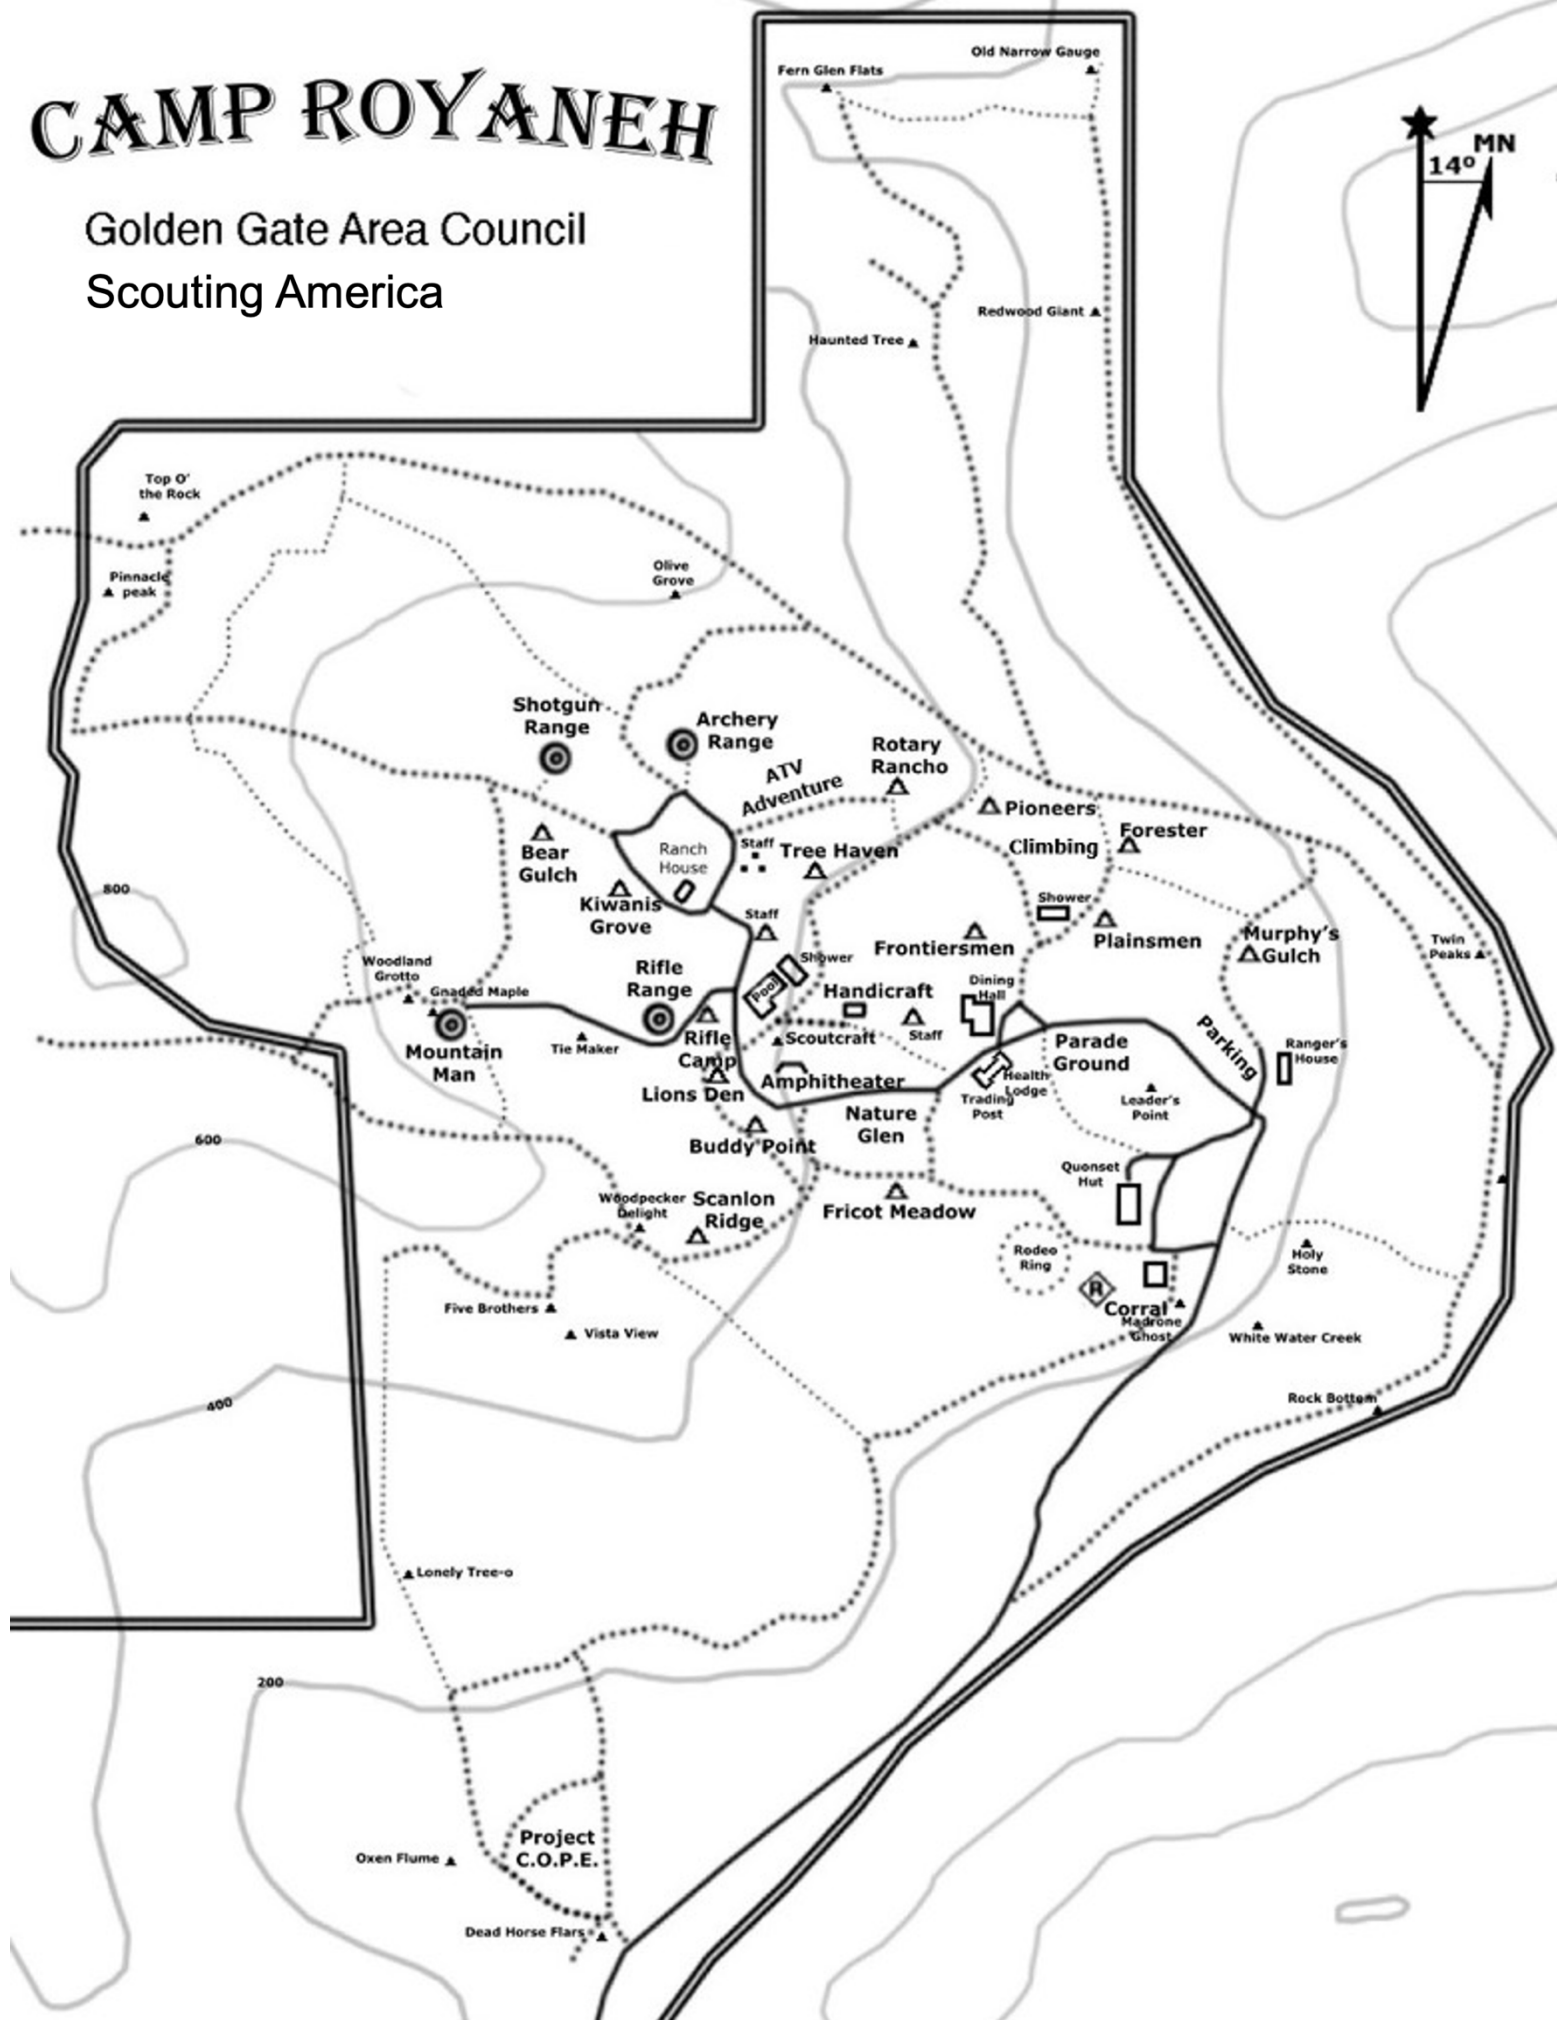 CAMP ROYANEH
Golden Gate Area Council
Scouting America
Fern Glen Flats
Old Narrow Gauge
MN
14º
Redwood Giant
Haunted Tree
Top O'
the Rock
Pinnacle
peak
Olive
Grove
Shotgun
Range
Archery
Range
Rotary
Rancho
ATV
Adventure
Pioneers
Climbing
Forester
Ranch
House
Staff
Tree Haven
Bear
Gulch
Kiwanis
Grove
800
Staff
Shower
Frontiersmen
Plainsmen
Murphy's
Gulch
Twin
Peaks
Woodland
Grotto
Gnaded Maple
Rifle
Range
Shower
Pool
Handicraft
Dining
Hall
Mountain
Man
Tie Maker
Rifle
Camp
Scoutcraft
Staff
Parade
Ground
Parking
Ranger's
House
Lions Den
Amphitheater
Health
Lodge
Trading
Post
Leader's
Point
Nature
Glen
Buddy Point
600
Quonset
Hut
Woodpecker
Delight
Scanlon
Ridge
Fricot Meadow
Rodeo
Ring
R
Corral
Madrone
Ghost
Holy
Stone
White Water Creek
Five Brothers
Vista View
400
Rock Bottem
Lonely Tree-o
200
Project
C.O.P.E.
Oxen Flume
Dead Horse Flars